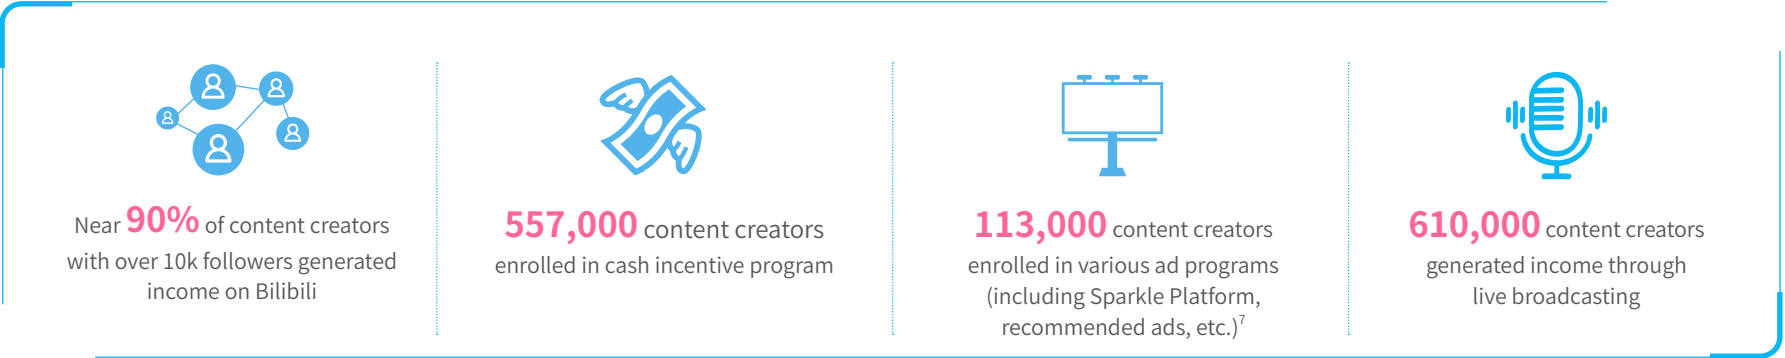 Near 90% of content creators
with over 10k followers generated
income on Bilibili
557,000 content creators
enrolled in cash incentive program
113,000 content creators
enrolled in various ad programs
(including Sparkle Platform,
recommended ads, etc.)7
610,000 content creators
generated income through
live broadcasting